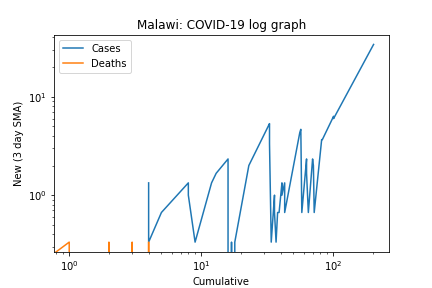 Malawi: COVID-19 log graph
Cases
Deaths
New (3 day SMA)
10¹
10⁰
10⁰ 10¹ 10²
Cumulative